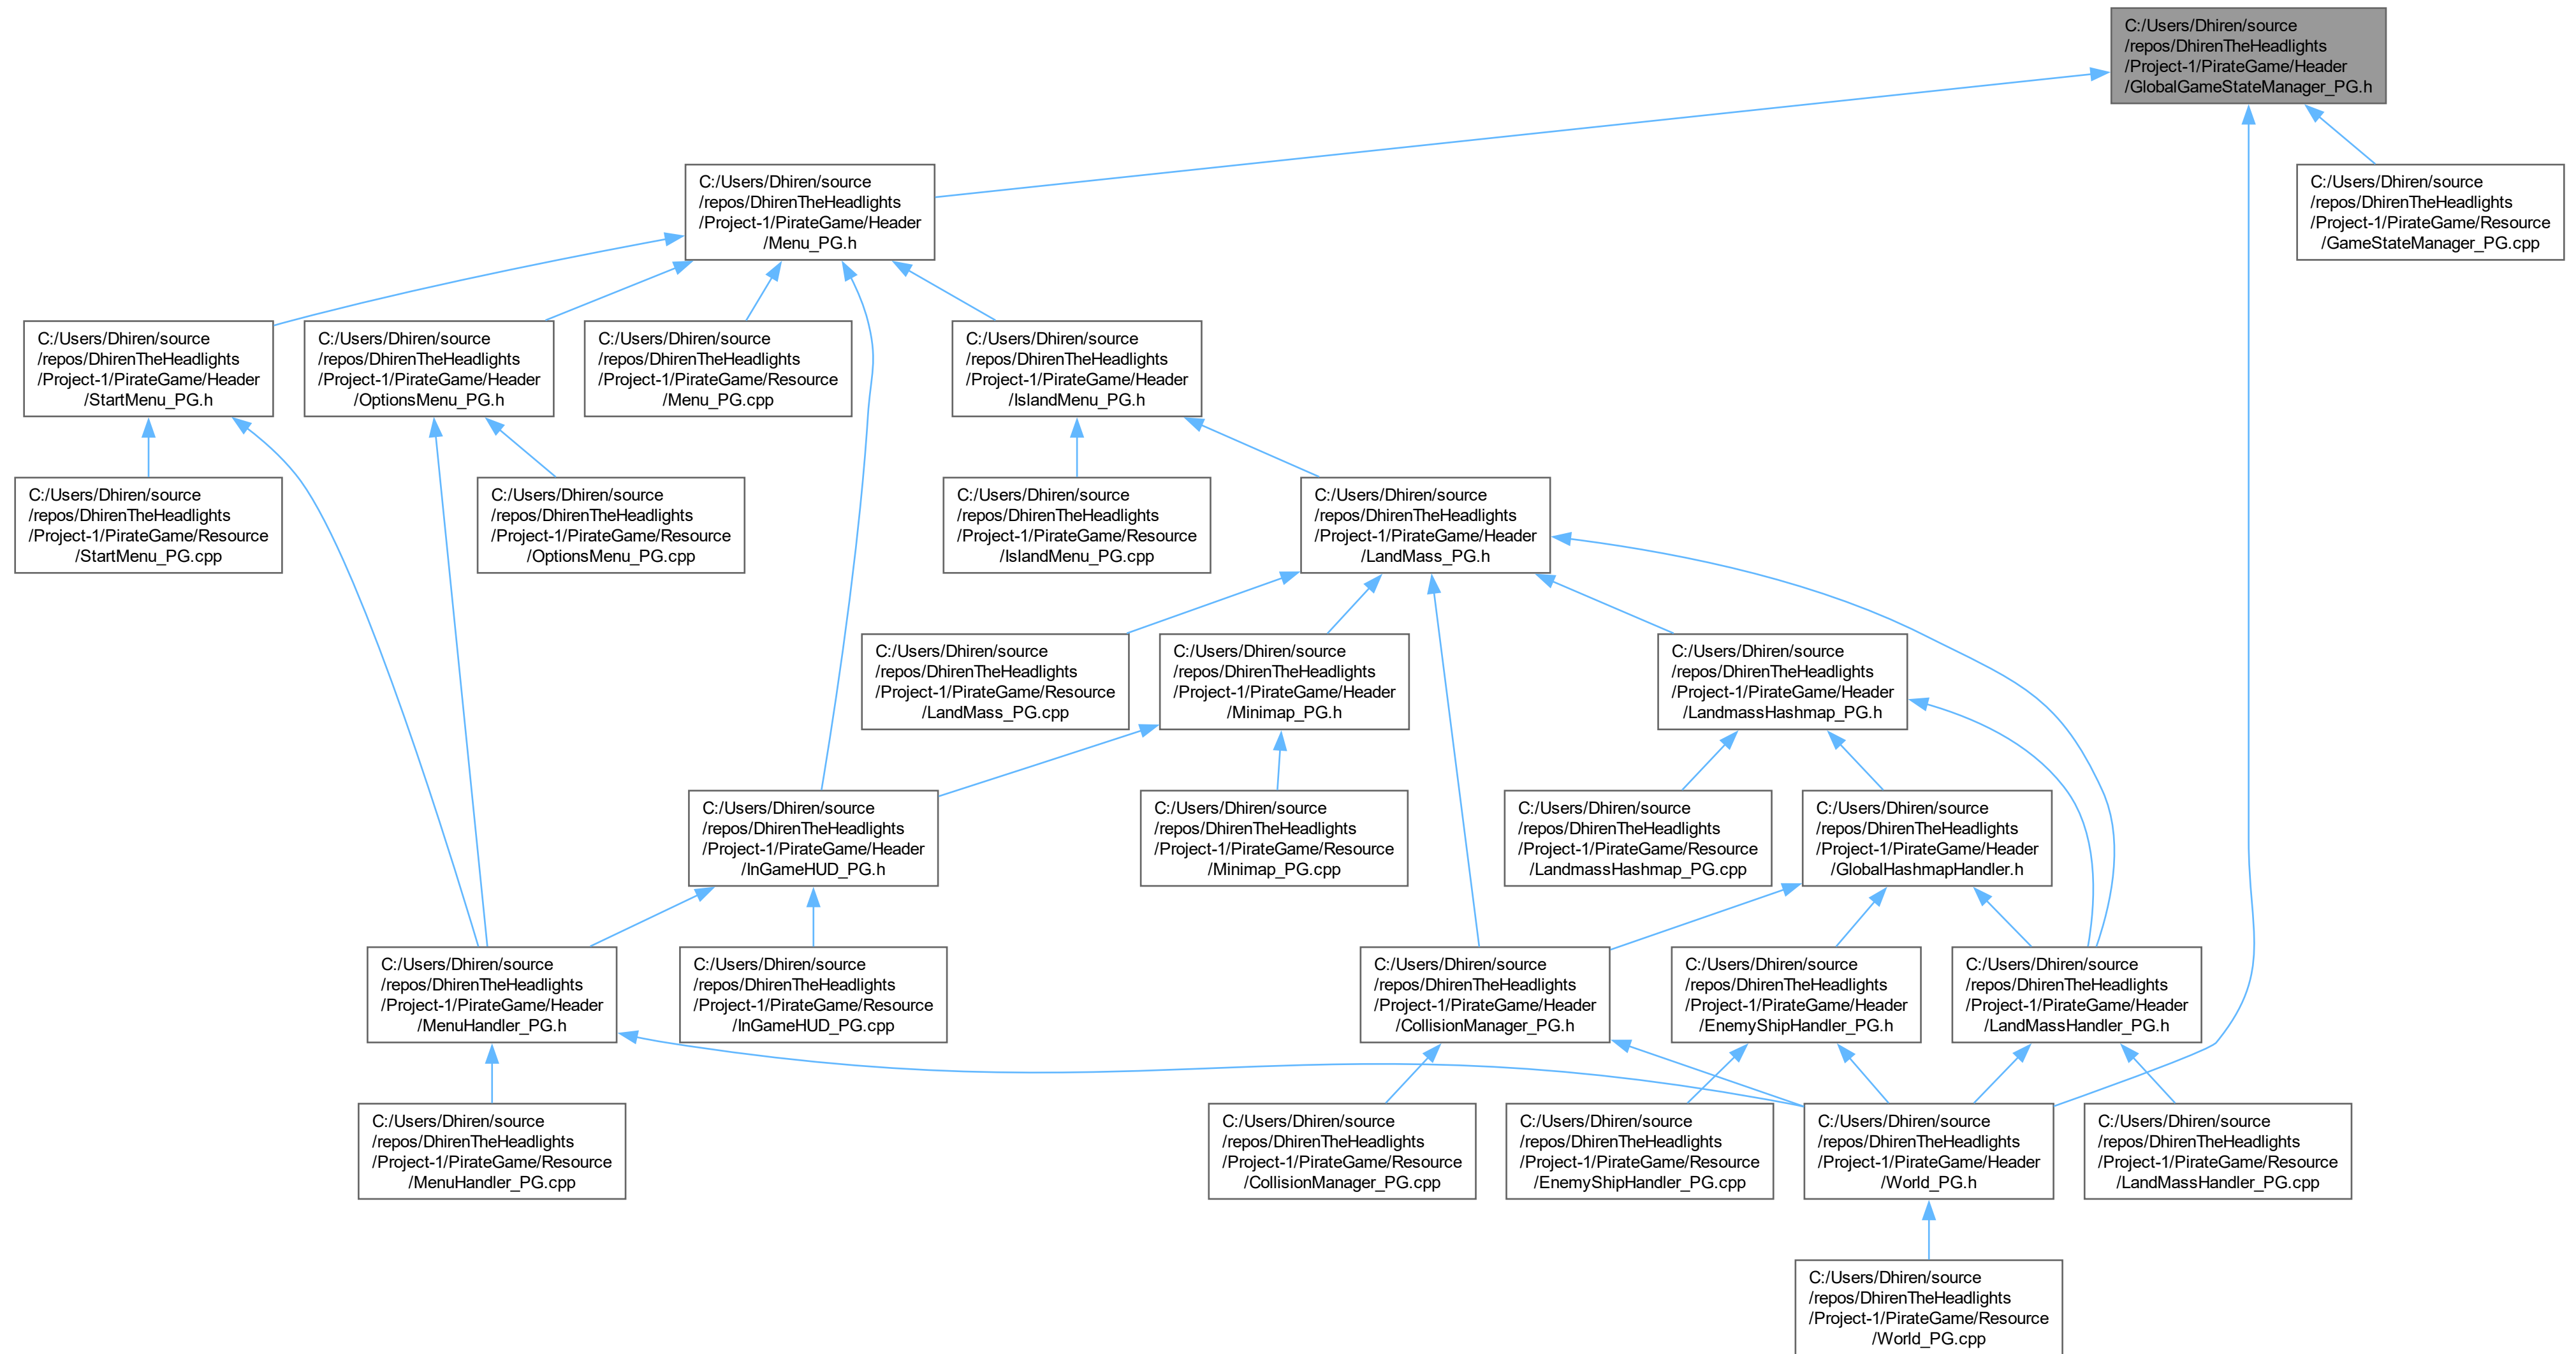 C:/Users/Dhiren/source
/repos/DhirenTheHeadlights
/Project-1/PirateGame/Header
/GlobalGameStateManager_PG.h
C:/Users/Dhiren/source
/repos/DhirenTheHeadlights
/Project-1/PirateGame/Header
/Menu_PG.h
C:/Users/Dhiren/source
/repos/DhirenTheHeadlights
/Project-1/PirateGame/Resource
/GameStateManager_PG.cpp
C:/Users/Dhiren/source
/repos/DhirenTheHeadlights
/Project-1/PirateGame/Header
/StartMenu_PG.h
C:/Users/Dhiren/source
/repos/DhirenTheHeadlights
/Project-1/PirateGame/Header
/OptionsMenu_PG.h
C:/Users/Dhiren/source
/repos/DhirenTheHeadlights
/Project-1/PirateGame/Resource
/Menu_PG.cpp
C:/Users/Dhiren/source
/repos/DhirenTheHeadlights
/Project-1/PirateGame/Header
/IslandMenu_PG.h
C:/Users/Dhiren/source
/repos/DhirenTheHeadlights
/Project-1/PirateGame/Resource
/StartMenu_PG.cpp
C:/Users/Dhiren/source
/repos/DhirenTheHeadlights
/Project-1/PirateGame/Resource
/OptionsMenu_PG.cpp
C:/Users/Dhiren/source
/repos/DhirenTheHeadlights
/Project-1/PirateGame/Resource
/IslandMenu_PG.cpp
C:/Users/Dhiren/source
/repos/DhirenTheHeadlights
/Project-1/PirateGame/Header
/LandMass_PG.h
C:/Users/Dhiren/source
/repos/DhirenTheHeadlights
/Project-1/PirateGame/Resource
/LandMass_PG.cpp
C:/Users/Dhiren/source
/repos/DhirenTheHeadlights
/Project-1/PirateGame/Header
/Minimap_PG.h
C:/Users/Dhiren/source
/repos/DhirenTheHeadlights
/Project-1/PirateGame/Header
/LandmassHashmap_PG.h
C:/Users/Dhiren/source
/repos/DhirenTheHeadlights
/Project-1/PirateGame/Header
/InGameHUD_PG.h
C:/Users/Dhiren/source
/repos/DhirenTheHeadlights
/Project-1/PirateGame/Resource
/Minimap_PG.cpp
C:/Users/Dhiren/source
/repos/DhirenTheHeadlights
/Project-1/PirateGame/Resource
/LandmassHashmap_PG.cpp
C:/Users/Dhiren/source
/repos/DhirenTheHeadlights
/Project-1/PirateGame/Header
/GlobalHashmapHandler.h
C:/Users/Dhiren/source
/repos/DhirenTheHeadlights
/Project-1/PirateGame/Header
/MenuHandler_PG.h
C:/Users/Dhiren/source
/repos/DhirenTheHeadlights
/Project-1/PirateGame/Resource
/InGameHUD_PG.cpp
C:/Users/Dhiren/source
/repos/DhirenTheHeadlights
/Project-1/PirateGame/Header
/CollisionManager_PG.h
C:/Users/Dhiren/source
/repos/DhirenTheHeadlights
/Project-1/PirateGame/Header
/EnemyShipHandler_PG.h
C:/Users/Dhiren/source
/repos/DhirenTheHeadlights
/Project-1/PirateGame/Header
/LandMassHandler_PG.h
C:/Users/Dhiren/source
/repos/DhirenTheHeadlights
/Project-1/PirateGame/Resource
/MenuHandler_PG.cpp
C:/Users/Dhiren/source
/repos/DhirenTheHeadlights
/Project-1/PirateGame/Resource
/CollisionManager_PG.cpp
C:/Users/Dhiren/source
/repos/DhirenTheHeadlights
/Project-1/PirateGame/Resource
/EnemyShipHandler_PG.cpp
C:/Users/Dhiren/source
/repos/DhirenTheHeadlights
/Project-1/PirateGame/Header
/World_PG.h
C:/Users/Dhiren/source
/repos/DhirenTheHeadlights
/Project-1/PirateGame/Resource
/LandMassHandler_PG.cpp
C:/Users/Dhiren/source
/repos/DhirenTheHeadlights
/Project-1/PirateGame/Resource
/World_PG.cpp